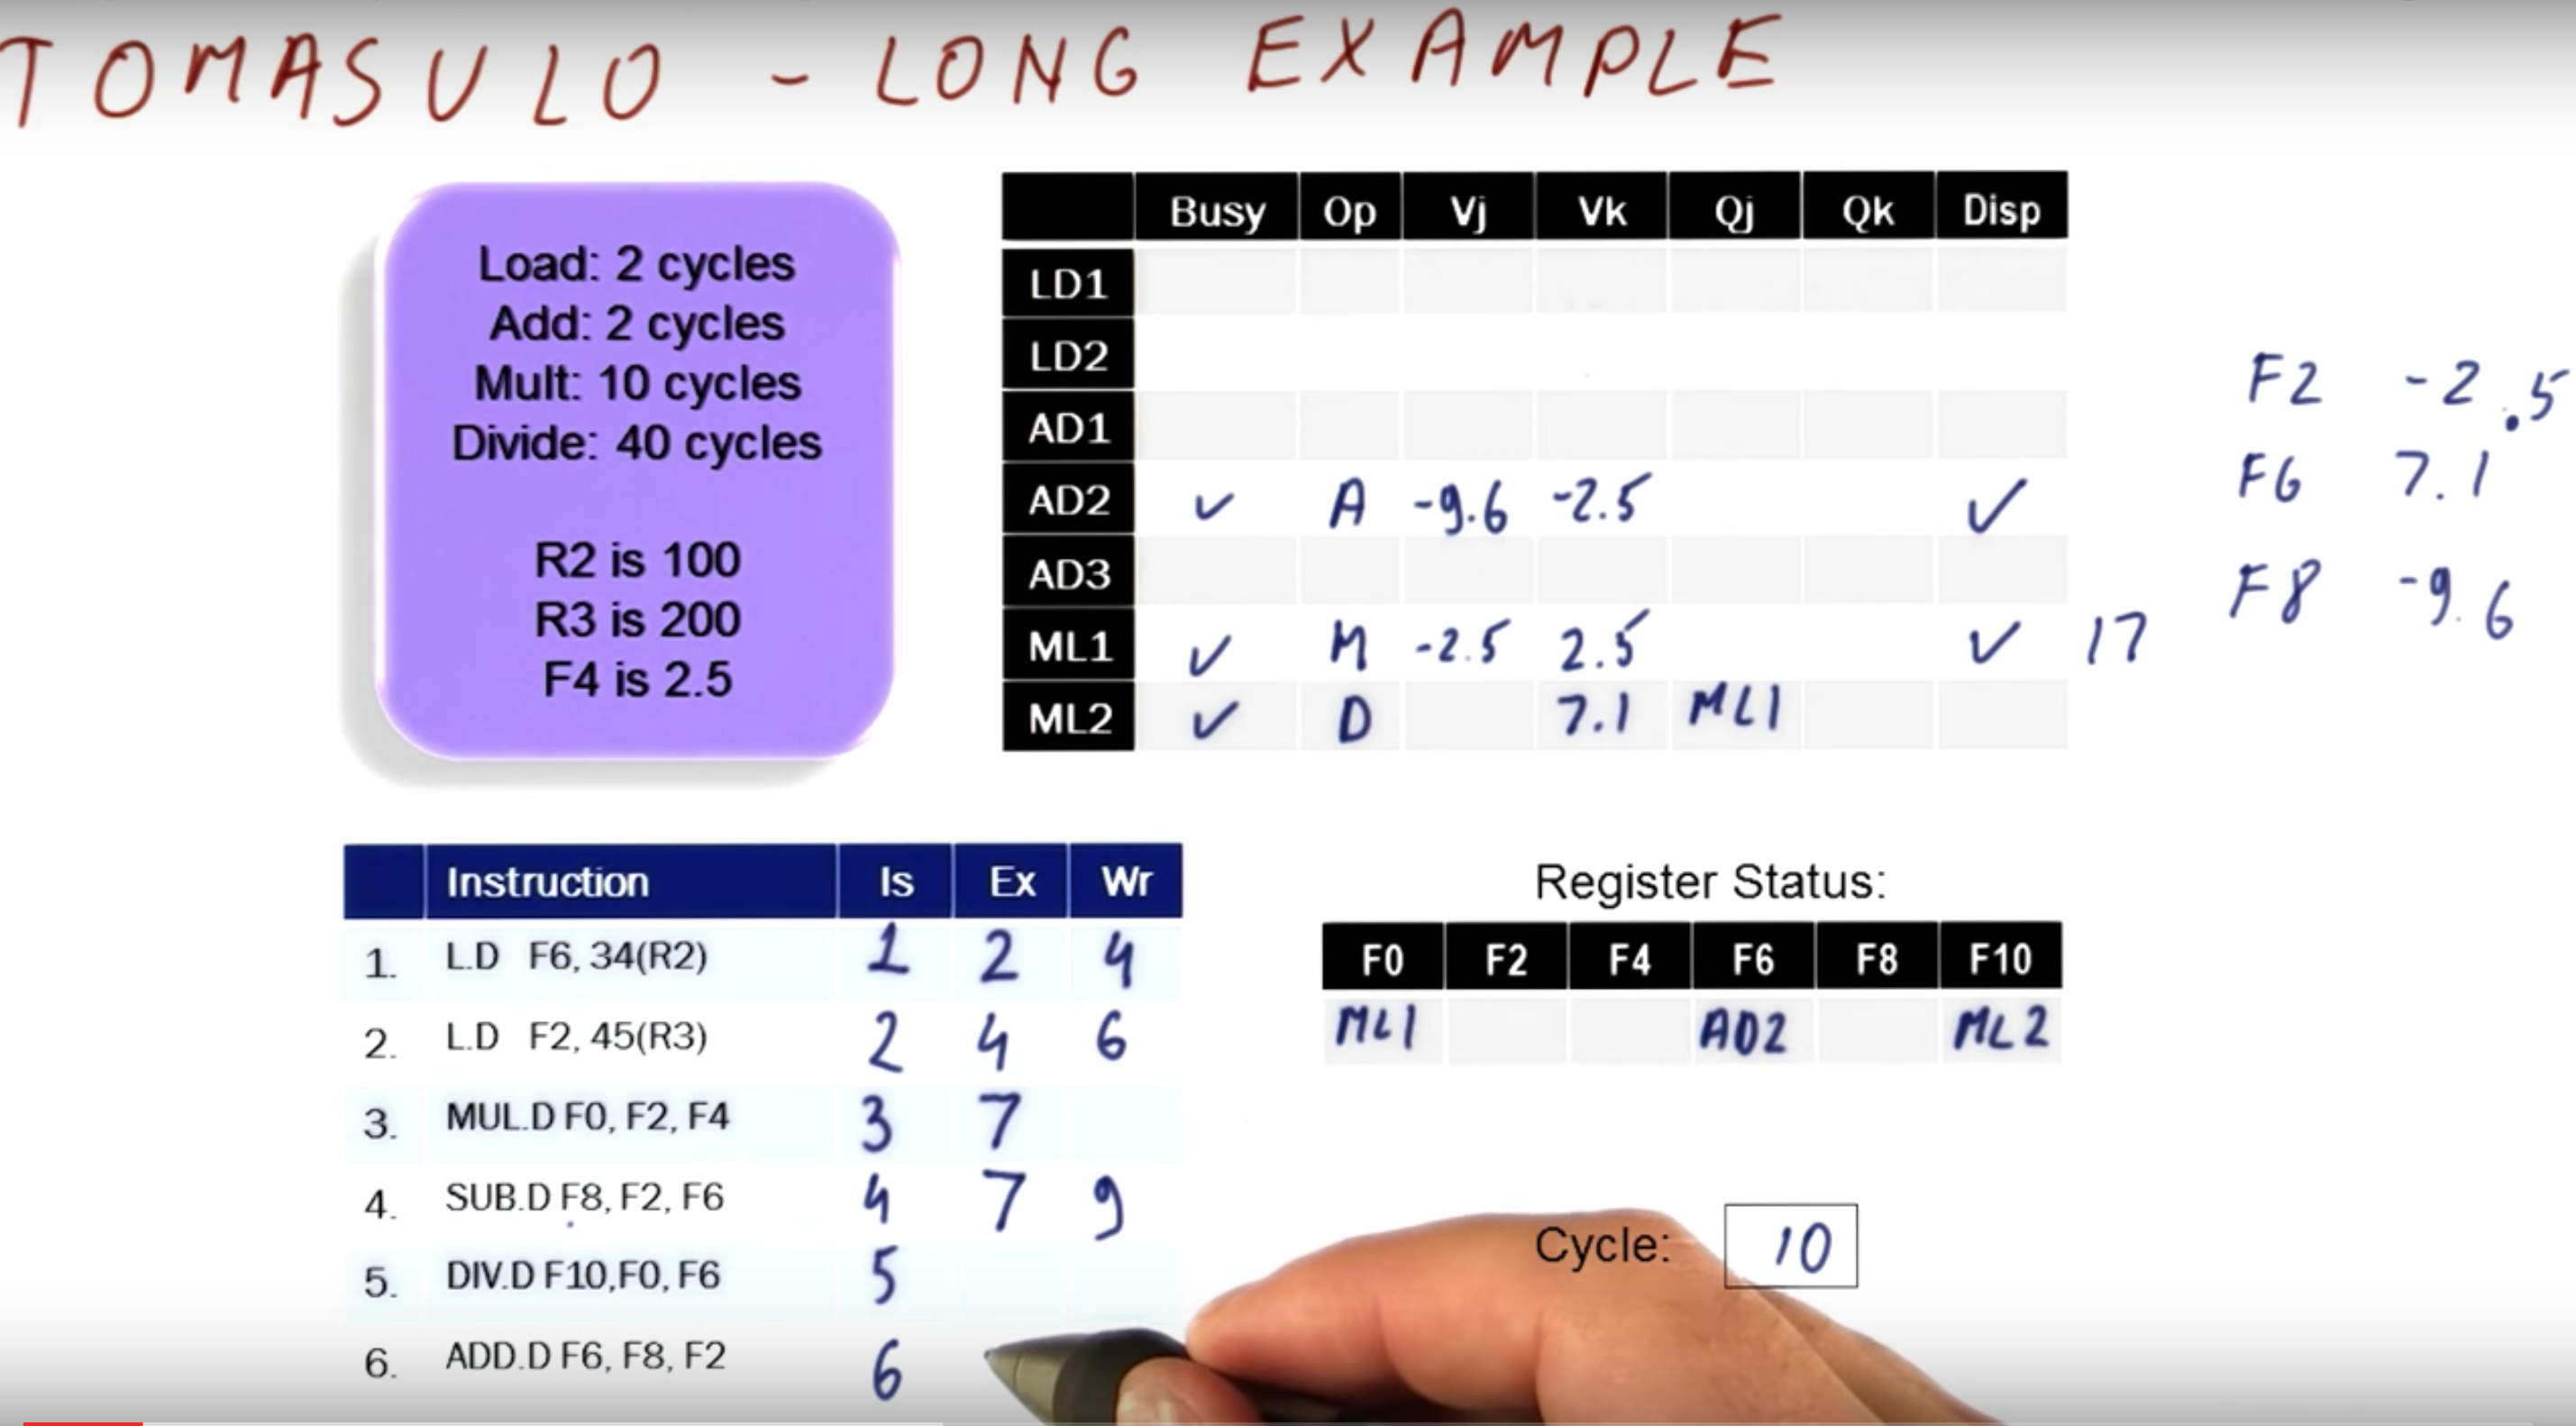 TOMASULO - LONG EXAMPLE
Load: 2 cycles
Add: 2 cycles
Mult: 10 cycles
Divide: 40 cycles
R2 is 100
R3 is 200
F4 is 2.5
Busy Op Vj Vk Qj Qk Disp
LD1
LD2
AD1
AD2 ✓ A -9.6 -2.5 ✓
AD3
ML1 ✓ M -2.5 2.5 ✓ 17
ML2 ✓ D 7.1 ML1
F2 -2.5
F6 7.1
F8 -9.6
Instruction Is Ex Wr
1. L.D F6, 34(R2) 1 2 4
2. L.D F2, 45(R3) 2 4 6
3. MUL.D F0, F2, F4 3 7
4. SUB.D F8, F2, F6 4 7 9
5. DIV.D F10,F0, F6 5
6. ADD.D F6, F8, F2 6
Register Status:
F0 F2 F4 F6 F8 F10
ML1 AD2 ML2
Cycle: 10